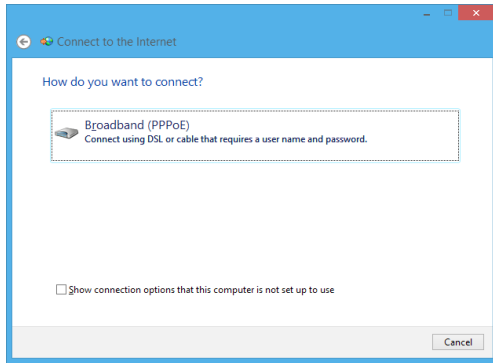 Connect to the Internet
How do you want to connect?
Broadband (PPPoE)
Connect using DSL or cable that requires a user name and password.
Show connection options that this computer is not set up to use
Cancel